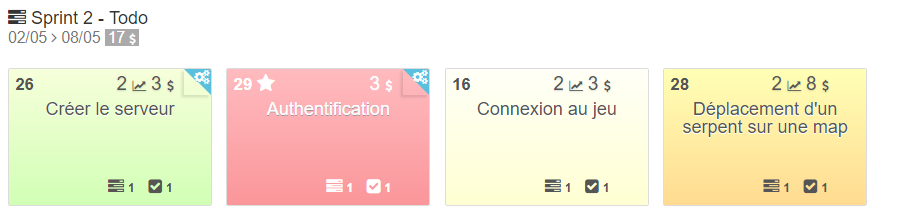 Sprint 2 - Todo
02/05 > 08/05 17 $
26 2 3 $
Créer le serveur
1 1
29 3 $
Authentification
1 1
16 2 3 $
Connexion au jeu
1 1
28 2 8 $
Déplacement d'un
serpent sur une map
1 1